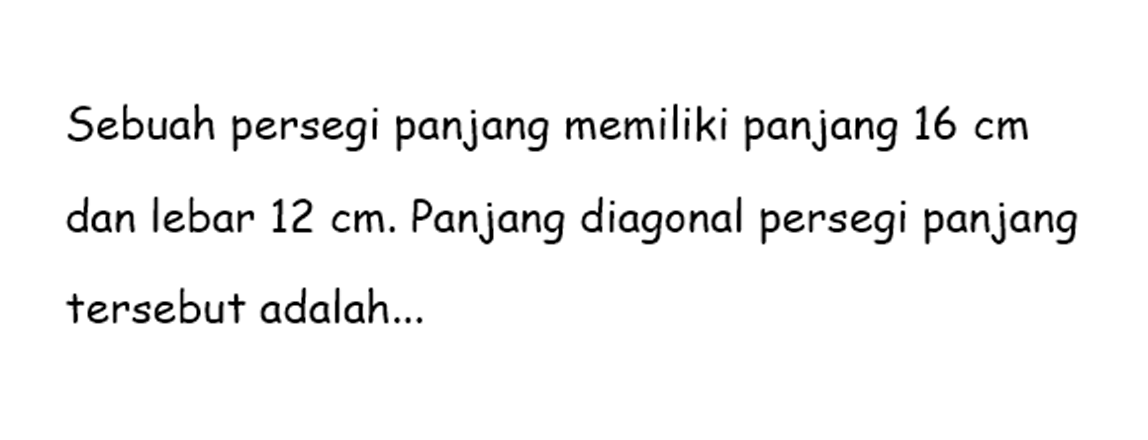 Sebuah persegi panjang memiliki panjang 16 cm
dan lebar 12 cm. Panjang diagonal persegi panjang
tersebut adalah...